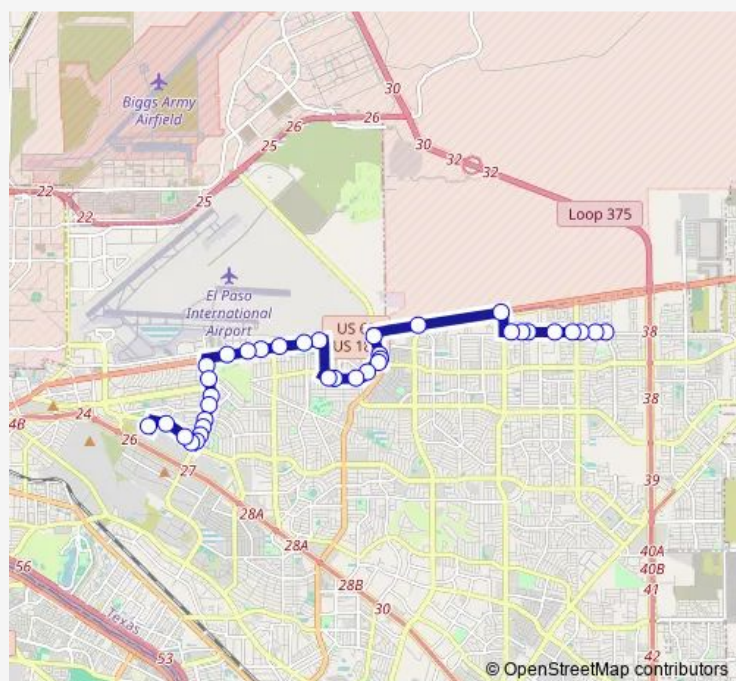 Biggs Army
Airfield
30
26
26
25
30
32
32
22
22
25
Loop 375
El Paso
International
Airport
US 6
US 18
38
38
24
4B
26
27
39
28A
28A
40A
40B
41
28B
30
56
Texas
53
42
© OpenStreetMap contributors